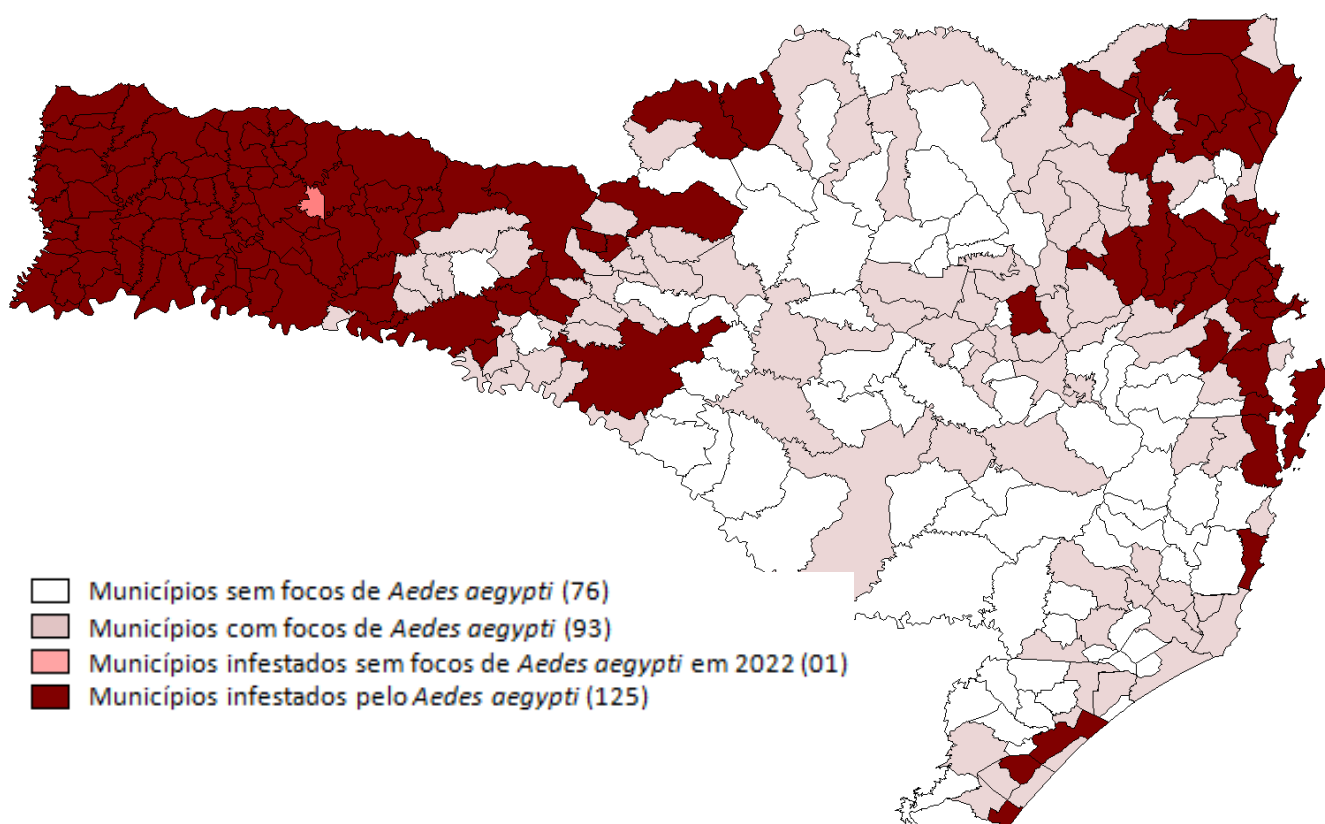 Municípios sem focos de Aedes aegypti (76)
Municípios com focos de Aedes aegypti (93)
Municípios infestados sem focos de Aedes aegypti em 2022 (01)
Municípios infestados pelo Aedes aegypti (125)